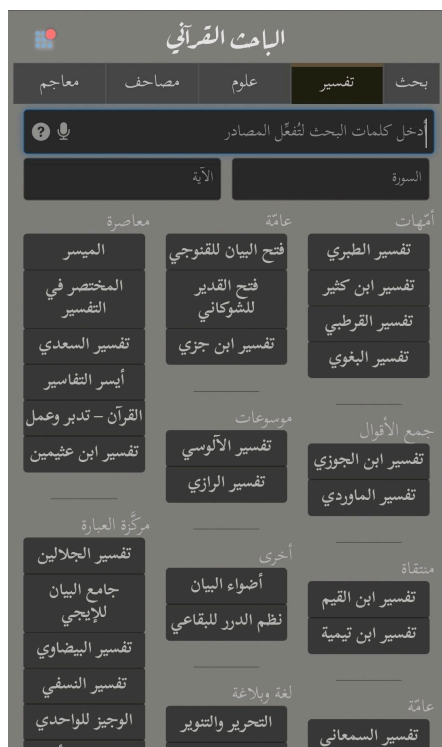 الباحث القرآني
بحث
تفسير
علوم
مصاحف
معاجم
أدخل كلمات البحث لتُفعِّل المصادر
السورة
الآية
أمّهات
تفسير الطبري
تفسير ابن كثير
تفسير القرطبي
تفسير البغوي
جمع الأقوال
تفسير ابن الجوزي
تفسير الماوردي
منتقاة
تفسير ابن القيم
تفسير ابن تيمية
عامّة
تفسير السمعاني
عامّة
فتح البيان للقنوجي
فتح القدير
للشوكاني
تفسير ابن جزي
موسوعات
تفسير الآلوسي
تفسير الرازي
أخرى
أضواء البيان
نظم الدرر للبقاعي
لغة وبلاغة
التحرير والتنوير
معاصرة
الميسر
المختصر في
التفسير
تفسير السعدي
أيسر التفاسير
القرآن – تدبر وعمل
تفسير ابن عثيمين
مركَّزة العبارة
تفسير الجلالين
جامع البيان
للإيجي
تفسير البيضاوي
تفسير النسفي
الوجيز للواحدي